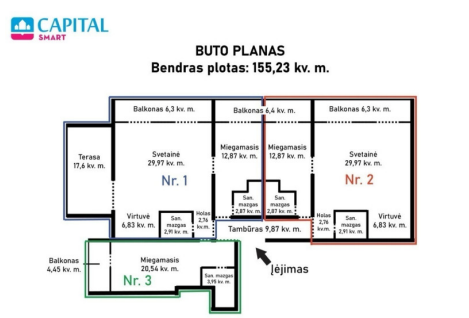 CAPITAL
SMART
BUTO PLANAS
Bendras plotas: 155,23 kv. m.
Balkonas 6,3 kv. m.
Balkonas 6,4 kv. m.
Balkonas 6,3 kv. m.
Terasa
17,6 kv. m.
Svetainė
29,97 kv. m.
Nr. 1
Miegamasis
12,87 kv. m.
Miegamasis
12,87 kv. m.
Svetainė
29,97 kv. m.
Nr. 2
San.
mazgas
2,87 kv. m.
San.
mazgas
2,87 kv. m.
Virtuvė
6,83 kv. m.
San.
mazgas
2,91 kv. m.
Holas
2,76
kv.m.
Tambūras 9,87 kv. m.
Holas
2,76
kv.m.
San.
mazgas
2,91 kv. m.
Virtuvė
6,83 kv. m.
Balkonas
4,45 kv. m.
Miegamasis
20,54 kv. m.
Nr. 3
San. mazgas
3,95 kv. m.
Įėjimas